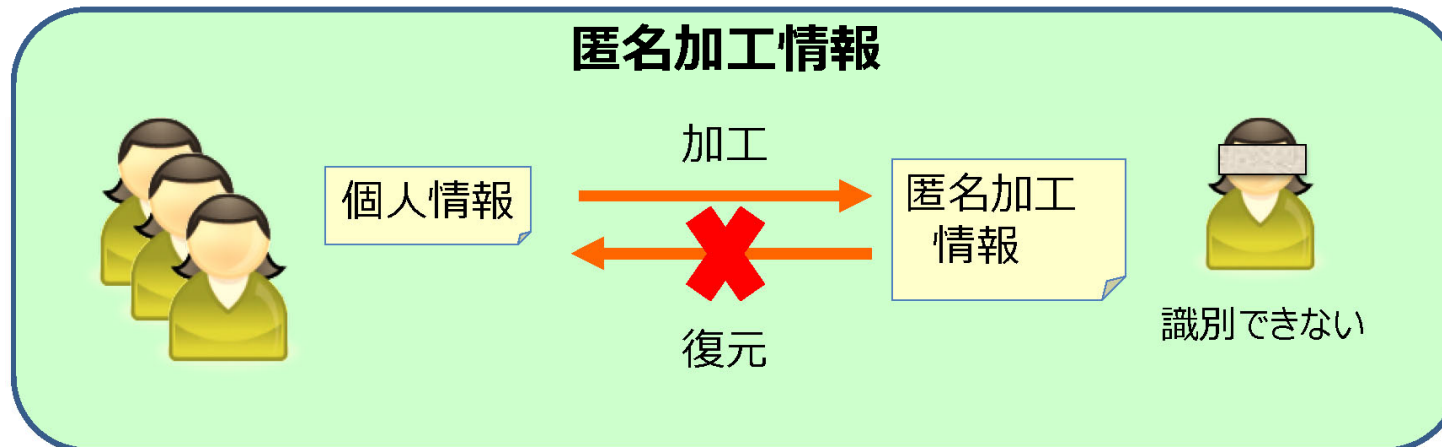 匿名加工情報
加工
個人情報
匿名加工
情報
復元
識別できない